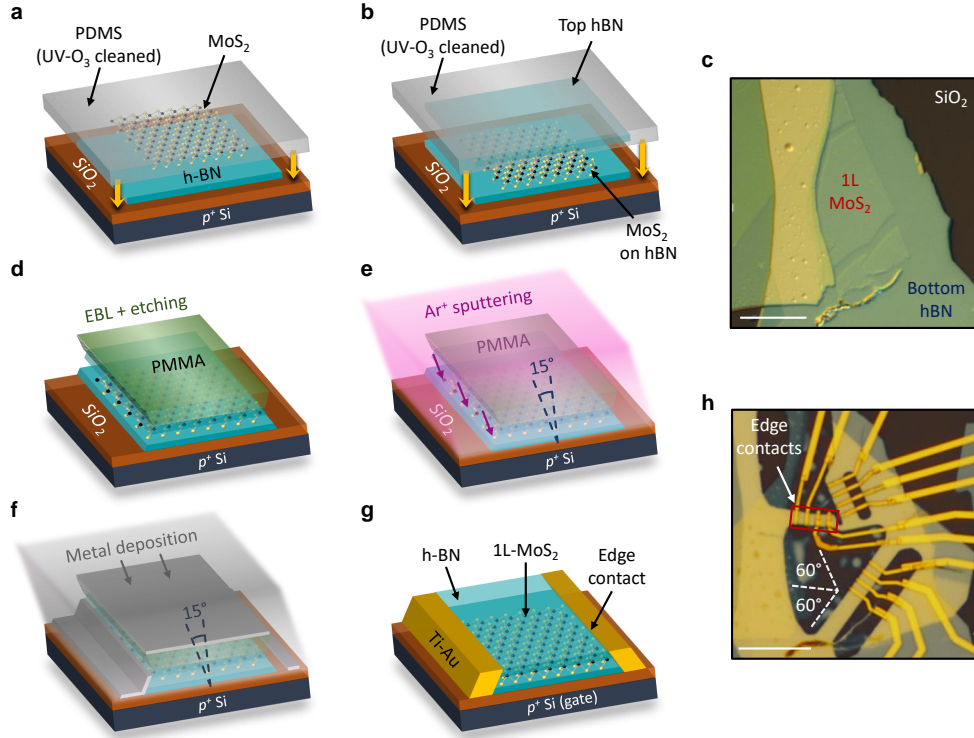 a
PDMS
(UV-O₃ cleaned)
MoS₂
SiO₂
h-BN
p⁺ Si
b
PDMS
(UV-O₃ cleaned)
Top hBN
SiO₂
p⁺ Si
MoS₂
on hBN
c
SiO₂
1L
MoS₂
Bottom
hBN
d
EBL + etching
PMMA
SiO₂
p⁺ Si
e
Ar⁺ sputtering
PMMA
15°
SiO₂
p⁺ Si
f
Metal deposition
15°
p⁺ Si
g
h-BN
1L-MoS₂
Edge
contact
Ti-Au
p⁺ Si (gate)
h
Edge
contacts
60°
60°